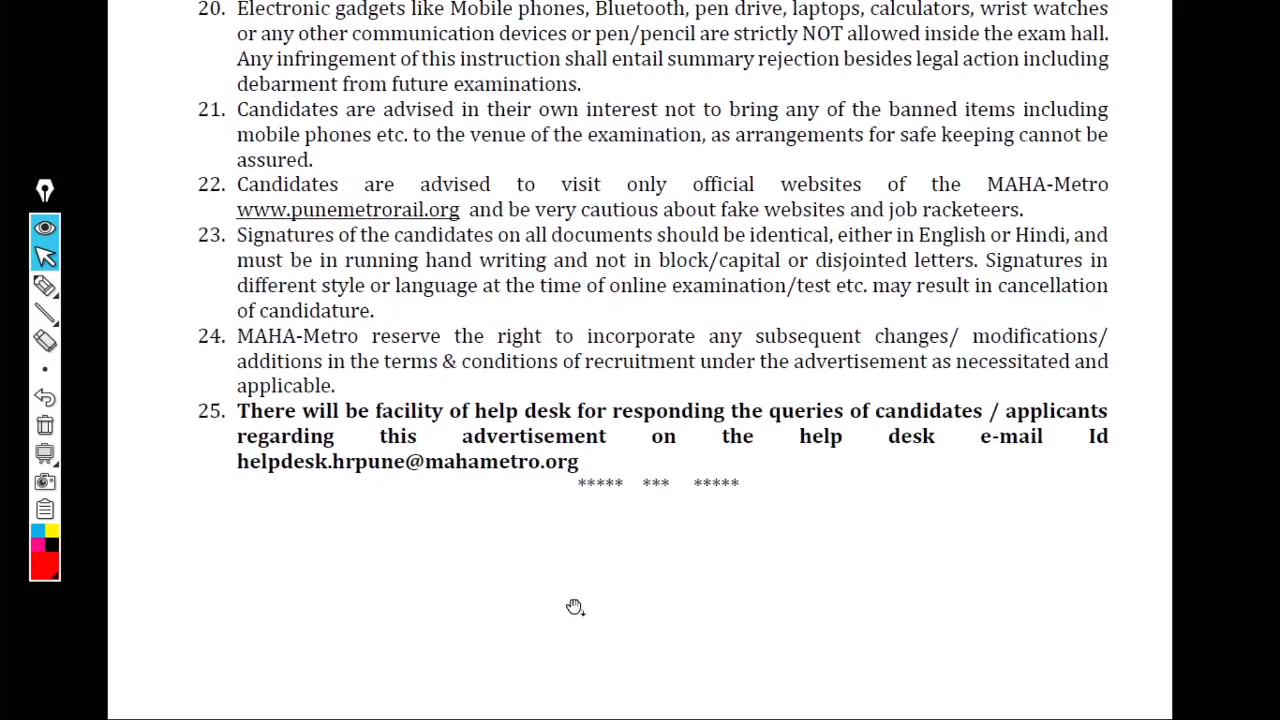 20. Electronic gadgets like Mobile phones, Bluetooth, pen drive, laptops, calculators, wrist watches
or any other communication devices or pen/pencil are strictly NOT allowed inside the exam hall.
Any infringement of this instruction shall entail summary rejection besides legal action including
debarment from future examinations.
21. Candidates are advised in their own interest not to bring any of the banned items including
mobile phones etc. to the venue of the examination, as arrangements for safe keeping cannot be
assured.
22. Candidates are advised to visit only official websites of the MAHA-Metro
www.punemetrorail.org and be very cautious about fake websites and job racketeers.
23. Signatures of the candidates on all documents should be identical, either in English or Hindi, and
must be in running hand writing and not in block/capital or disjointed letters. Signatures in
different style or language at the time of online examination/test etc. may result in cancellation
of candidature.
24. MAHA-Metro reserve the right to incorporate any subsequent changes/ modifications/
additions in the terms & conditions of recruitment under the advertisement as necessitated and
applicable.
25. There will be facility of help desk for responding the queries of candidates / applicants
regarding this advertisement on the help desk e-mail Id
helpdesk.hrpune@mahametro.org
***** *** *****